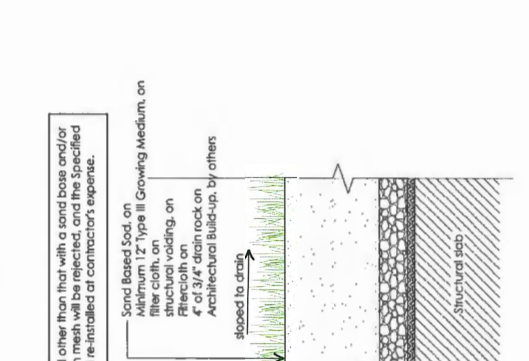 l other than that with a sand base and/or
n mesh will be rejected, and the Specified
re-installed at contractor's expense.
Sand Based Sod, on
Minimum 12" Type III Growing Medium, on
filter cloth, on
structural voiding, on
Filtercloth on
4" of 3/4" drain rock on
Architectural Build-up, by others
sloped to drain
Structural slab